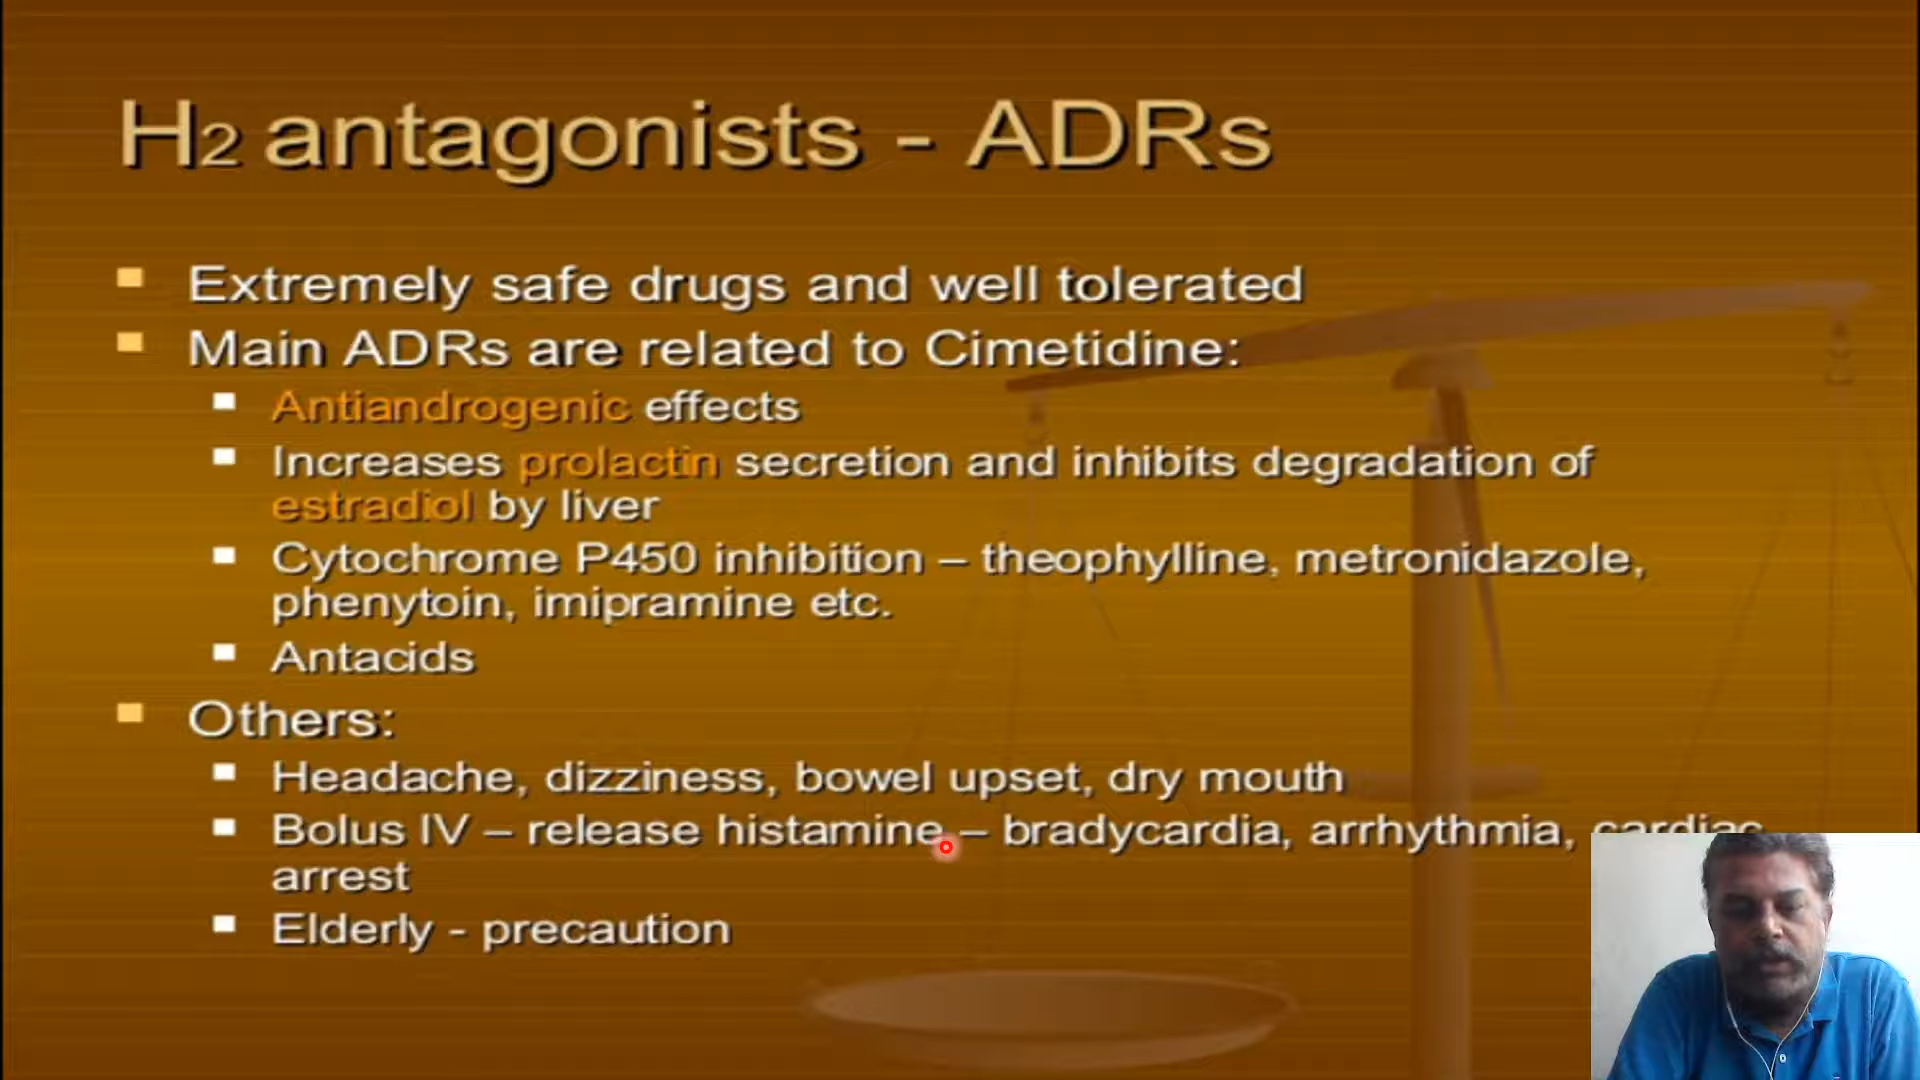 H2 antagonists - ADRs
Extremely safe drugs and well tolerated
Main ADRs are related to Cimetidine:
Antiandrogenic effects
Increases prolactin secretion and inhibits degradation of
estradiol by liver
Cytochrome P450 inhibition – theophylline, metronidazole,
phenytoin, imipramine etc.
Antacids
Others:
Headache, dizziness, bowel upset, dry mouth
Bolus IV – release histamine – bradycardia, arrhythmia, cardiac
arrest
Elderly - precaution